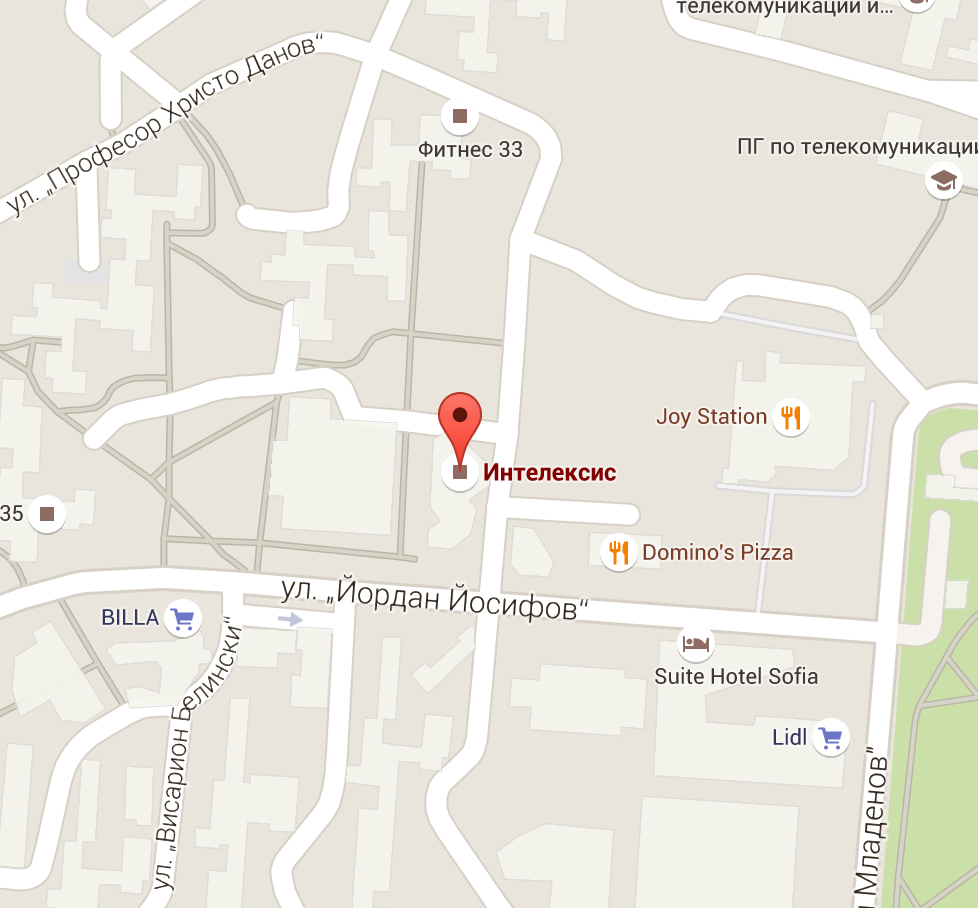 телекомуникации и...
ул. „Професор Христо Данов“
Фитнес 33
ПГ по телекомуникации
Joy Station
Интелексис
35
Domino's Pizza
ул. „Йордан Йосифов“
BILLA
ул. „Висарион Белински“
Suite Hotel Sofia
Lidl
Младенов“